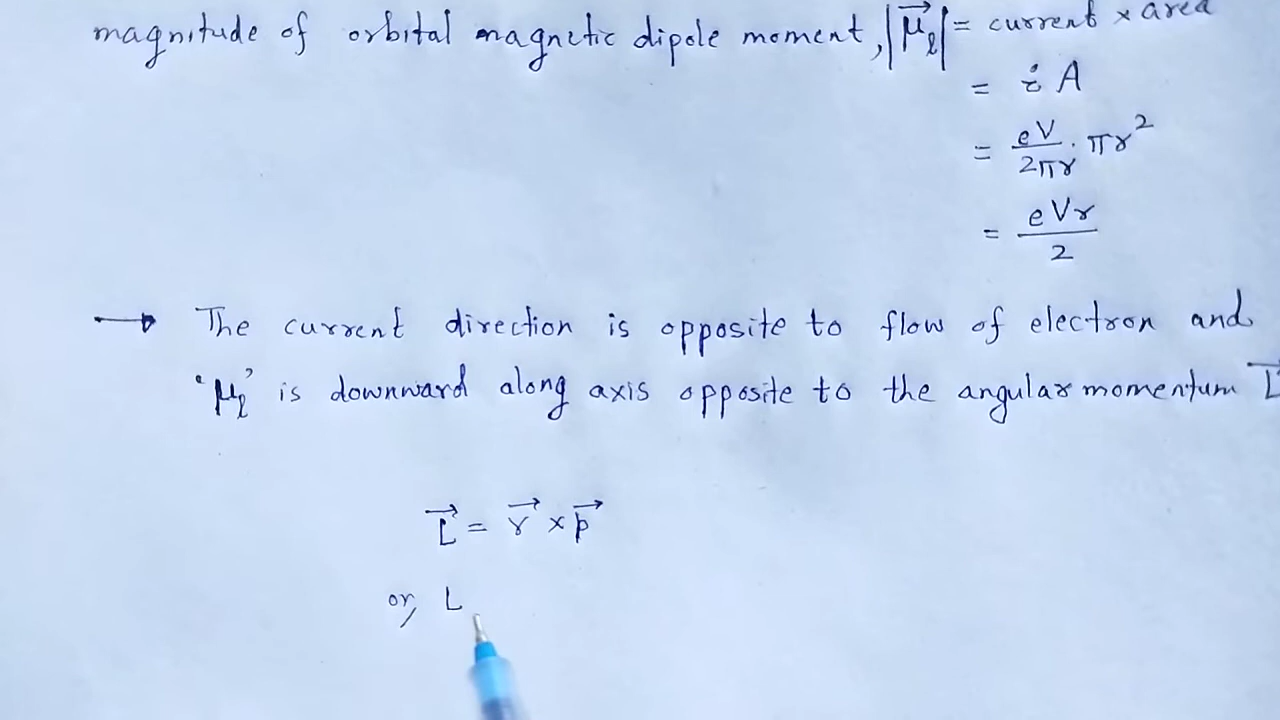 magnitude of orbital magnetic dipole moment, |μ⃗ₗ| = current × area
= i A
= eV/2πr · πr²
= eVr/2
→ The current direction is opposite to flow of electron and
'μₗ' is downward along axis opposite to the angular momentum L⃗
L⃗ = r⃗ × p⃗
or, L